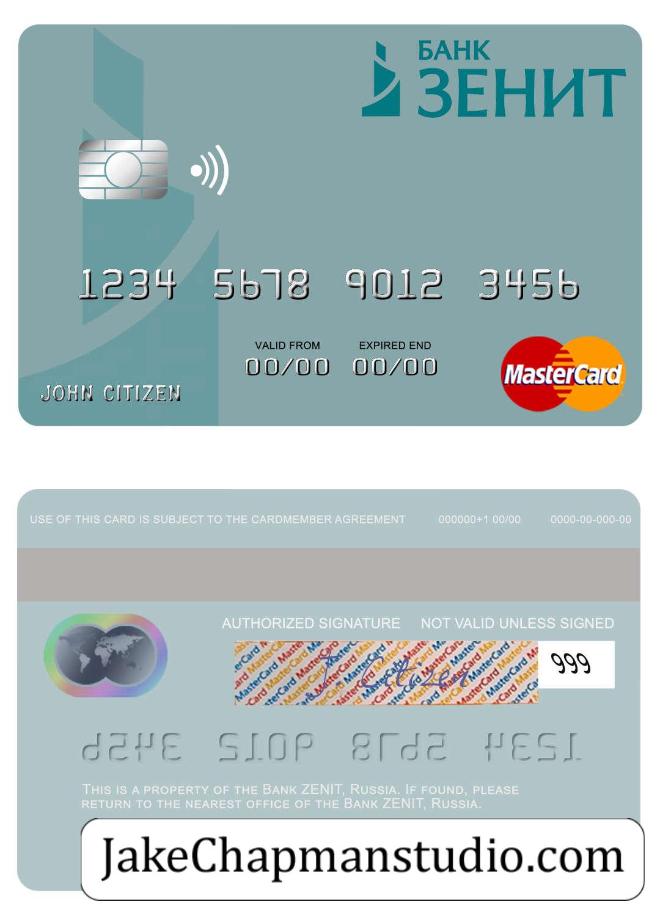 БАНК
ЗЕНИТ
1234 5678 9012 3456
VALID FROM EXPIRED END
00/00 00/00
JOHN CITIZEN
MasterCard
USE OF THIS CARD IS SUBJECT TO THE CARDMEMBER AGREEMENT 000000+1 00/00 0000-00-000-00
AUTHORIZED SIGNATURE NOT VALID UNLESS SIGNED
J. Citizen
999
THIS IS A PROPERTY OF THE BANK ZENIT, RUSSIA. IF FOUND, PLEASE
RETURN TO THE NEAREST OFFICE OF THE BANK ZENIT, RUSSIA.
JakeChapmanstudio.com